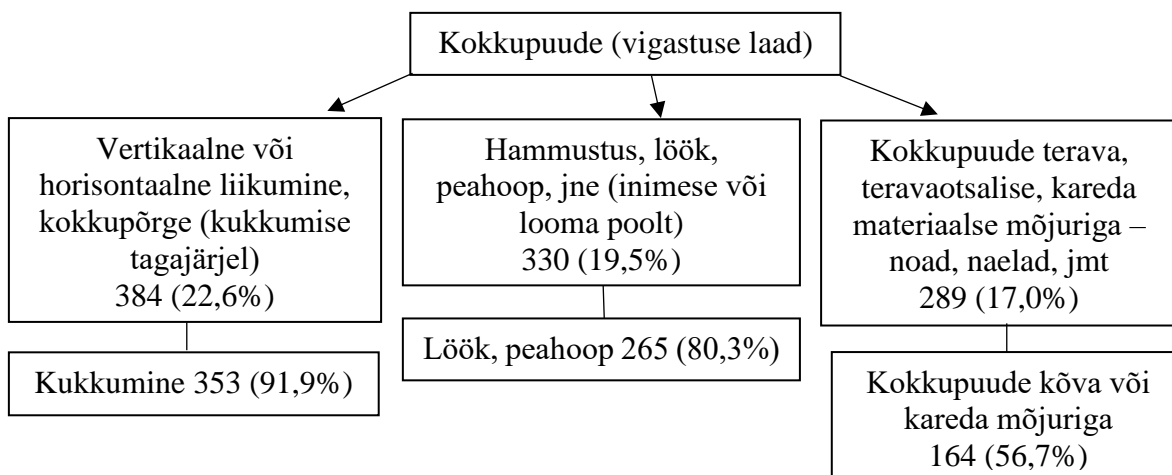 Kokkupuude (vigastuse laad)
Vertikaalne või
horisontaalne liikumine,
kokkupõrge (kukkumise
tagajärjel)
384 (22,6%)
Hammustus, löök,
peahoop, jne (inimese või
looma poolt)
330 (19,5%)
Kokkupuude terava,
teravaotsalise, kareda
materiaalse mõjuriga –
noad, naelad, jmt
289 (17,0%)
Kukkumine 353 (91,9%)
Löök, peahoop 265 (80,3%)
Kokkupuude kõva või
kareda mõjuriga
164 (56,7%)